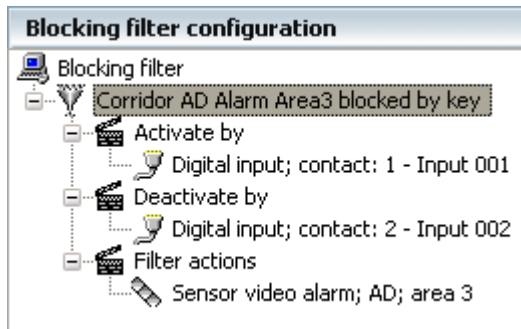 Blocking filter configuration
Blocking filter
Corridor AD Alarm Area3 blocked by key
Activate by
Digital input; contact: 1 - Input 001
Deactivate by
Digital input; contact: 2 - Input 002
Filter actions
Sensor video alarm; AD; area 3